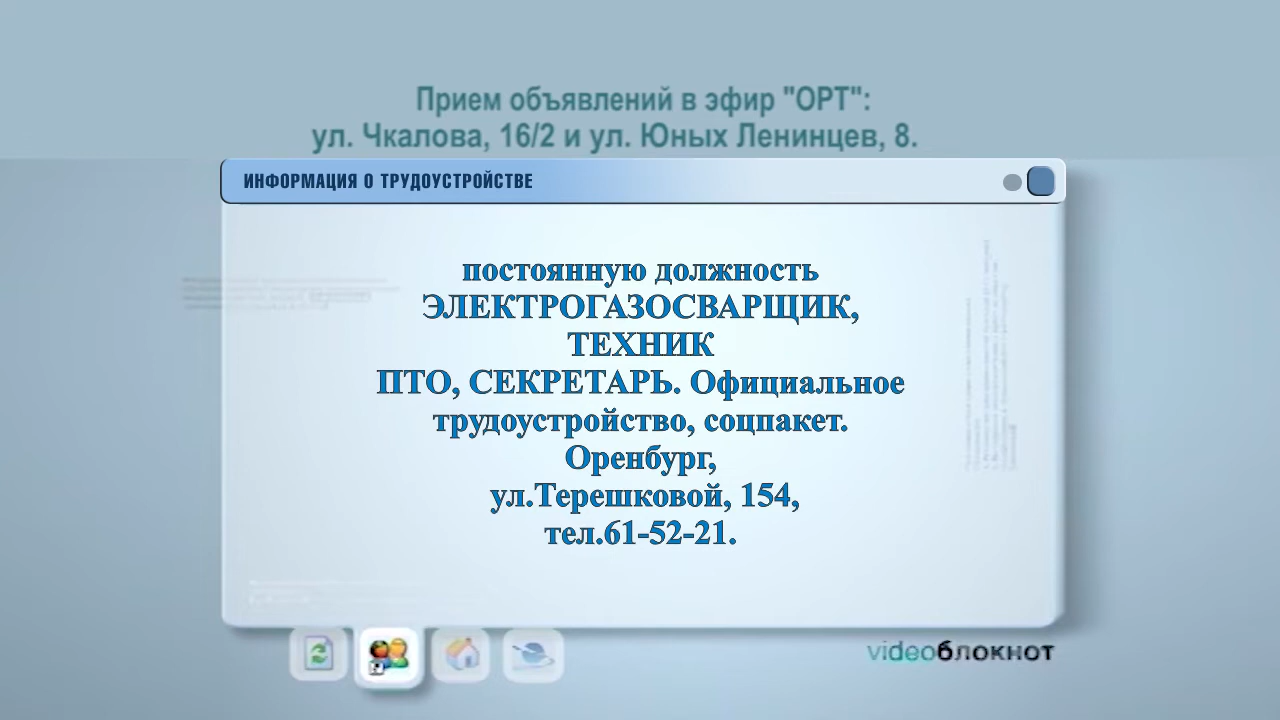 Прием объявлений в эфир "ОРТ":
ул. Чкалова, 16/2 и ул. Юных Ленинцев, 8.
ИНФОРМАЦИЯ О ТРУДОУСТРОЙСТВЕ
постоянную должность
ЭЛЕКТРОГАЗОСВАРЩИК,
ТЕХНИК
ПТО, СЕКРЕТАРЬ. Официальное
трудоустройство, соцпакет.
Оренбург,
ул.Терешковой, 154,
тел.61-52-21.
videoблокнот